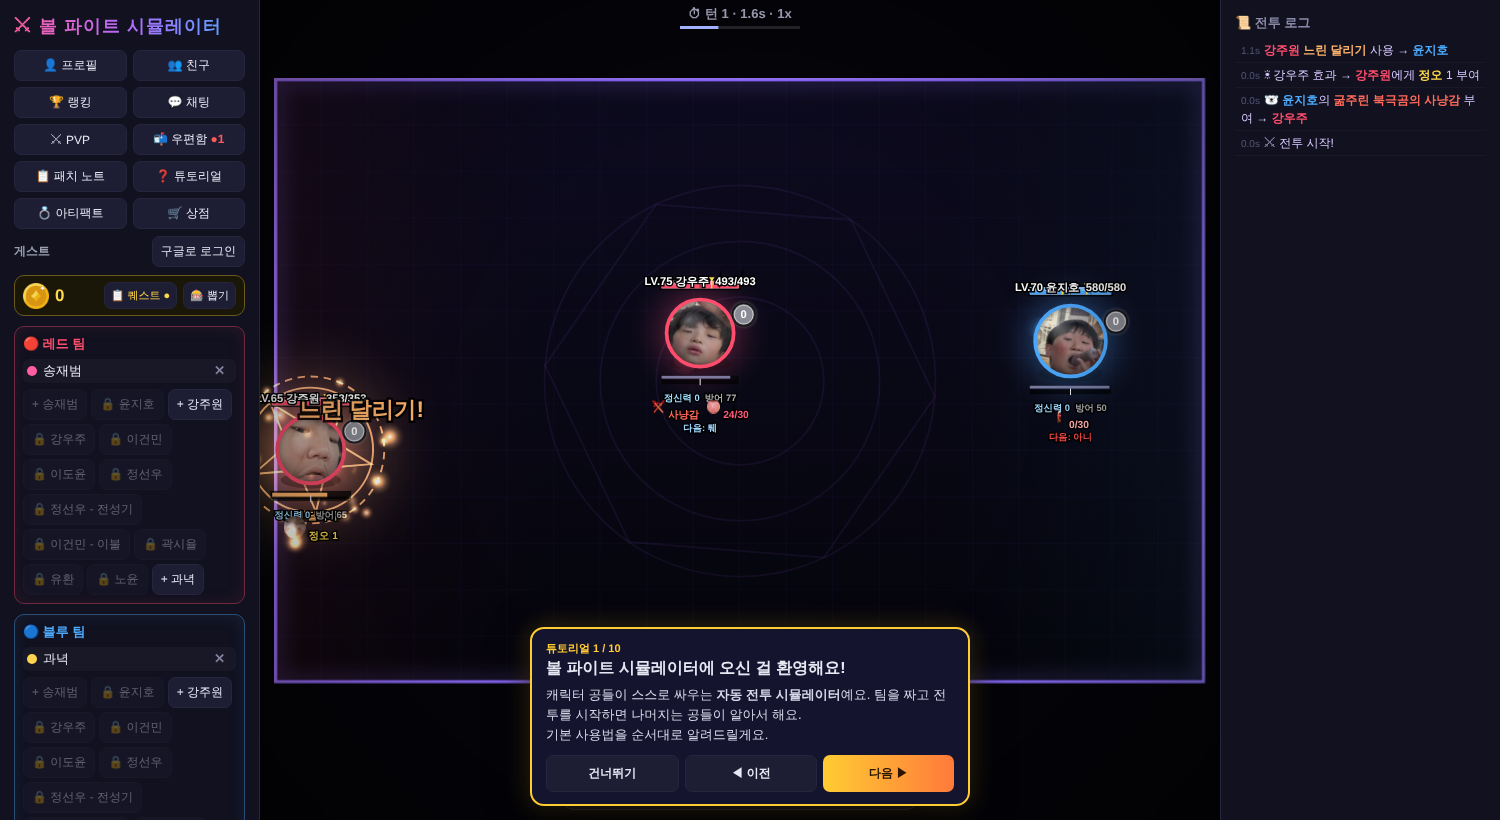 볼 파이트 시뮬레이터
프로필
친구
랭킹
채팅
PVP
우편함 ●1
패치 노트
튜토리얼
아티팩트
상점
게스트
구글로 로그인
0
퀘스트 ●
뽑기
레드 팀
송재범 ✕
+ 송재범
윤지호
+ 강주원
강우주
이건민
이도윤
정선우
정선우 - 전성기
이건민 - 이불
곽시율
유환
노윤
+ 과녁
블루 팀
과녁 ✕
+ 송재범
윤지호
+ 강주원
강우주
이건민
이도윤
정선우
정선우 - 전성기
턴 1 · 1.6s · 1x
LV.75 강우주 493/493
0
정신력 0 방어 77
사냥감 24/30
다음: 퉤
LV.70 윤지호 580/580
0
정신력 0 방어 50
0/30
다음: 아니
LV.65 강주원 353/353
느린 달리기!
0
정신력 0 방어 65
정오 1
튜토리얼 1 / 10
볼 파이트 시뮬레이터에 오신 걸 환영해요!
캐릭터 공들이 스스로 싸우는 자동 전투 시뮬레이터예요. 팀을 짜고 전
투를 시작하면 나머지는 공들이 알아서 해요.
기본 사용법을 순서대로 알려드릴게요.
건너뛰기
◀ 이전
다음 ▶
전투 로그
1.1s 강주원 느린 달리기 사용 → 윤지호
0.0s 강우주 효과 → 강주원에게 정오 1 부여
0.0s 윤지호의 굶주린 북극곰의 사냥감 부
여 → 강우주
0.0s 전투 시작!